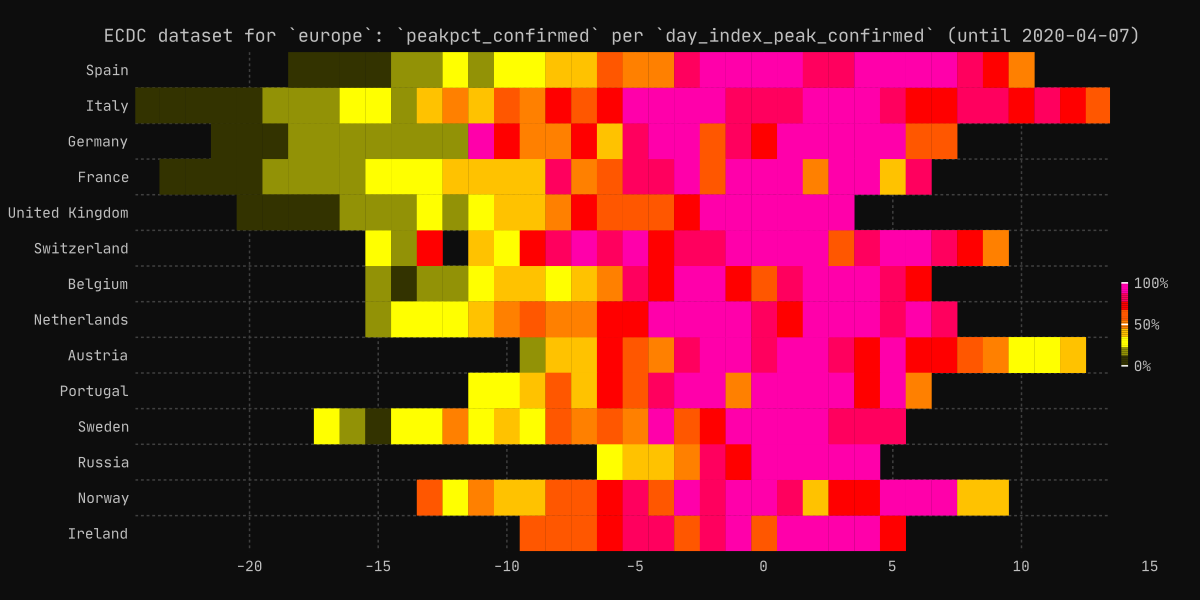 ECDC dataset for `europe`: `peakpct_confirmed` per `day_index_peak_confirmed` (until 2020-04-07)
Spain
Italy
Germany
France
United Kingdom
Switzerland
Belgium
Netherlands
Austria
Portugal
Sweden
Russia
Norway
Ireland
100%
50%
0%
-20 -15 -10 -5 0 5 10 15